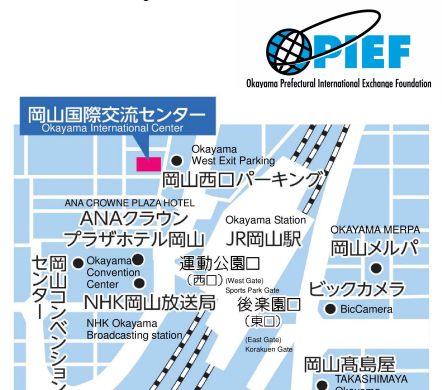 PIEF
Okayama Prefectural International Exchange Foundation
岡山国際交流センター
Okayama International Center
Okayama
West Exit Parking
岡山西口パーキング
ANA CROWNE PLAZA HOTEL
ANAクラウン
プラザホテル岡山
Okayama Station
JR岡山駅
OKAYAMA MERPA
岡山メルパ
岡山コンベンション
センター
Okayama
Convention
Center
運動公園口
(西口)
(West Gate)
Sports Park Gate
ビックカメラ
BicCamera
NHK岡山放送局
NHK Okayama
Broadcasting station
後楽園口
(東口)
(East Gate)
Korakuen Gate
岡山髙島屋
TAKASHIMAYA
Okayama